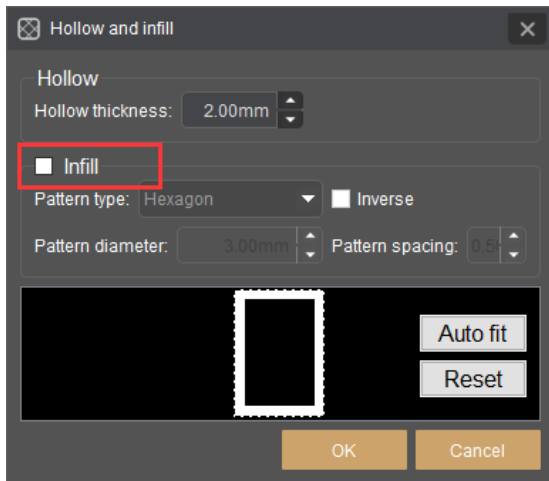 Hollow and infill
Hollow
Hollow thickness: 2.00mm
Infill
Pattern type: Hexagon Inverse
Pattern diameter: 3.00mm Pattern spacing:
Auto fit
Reset
OK Cancel